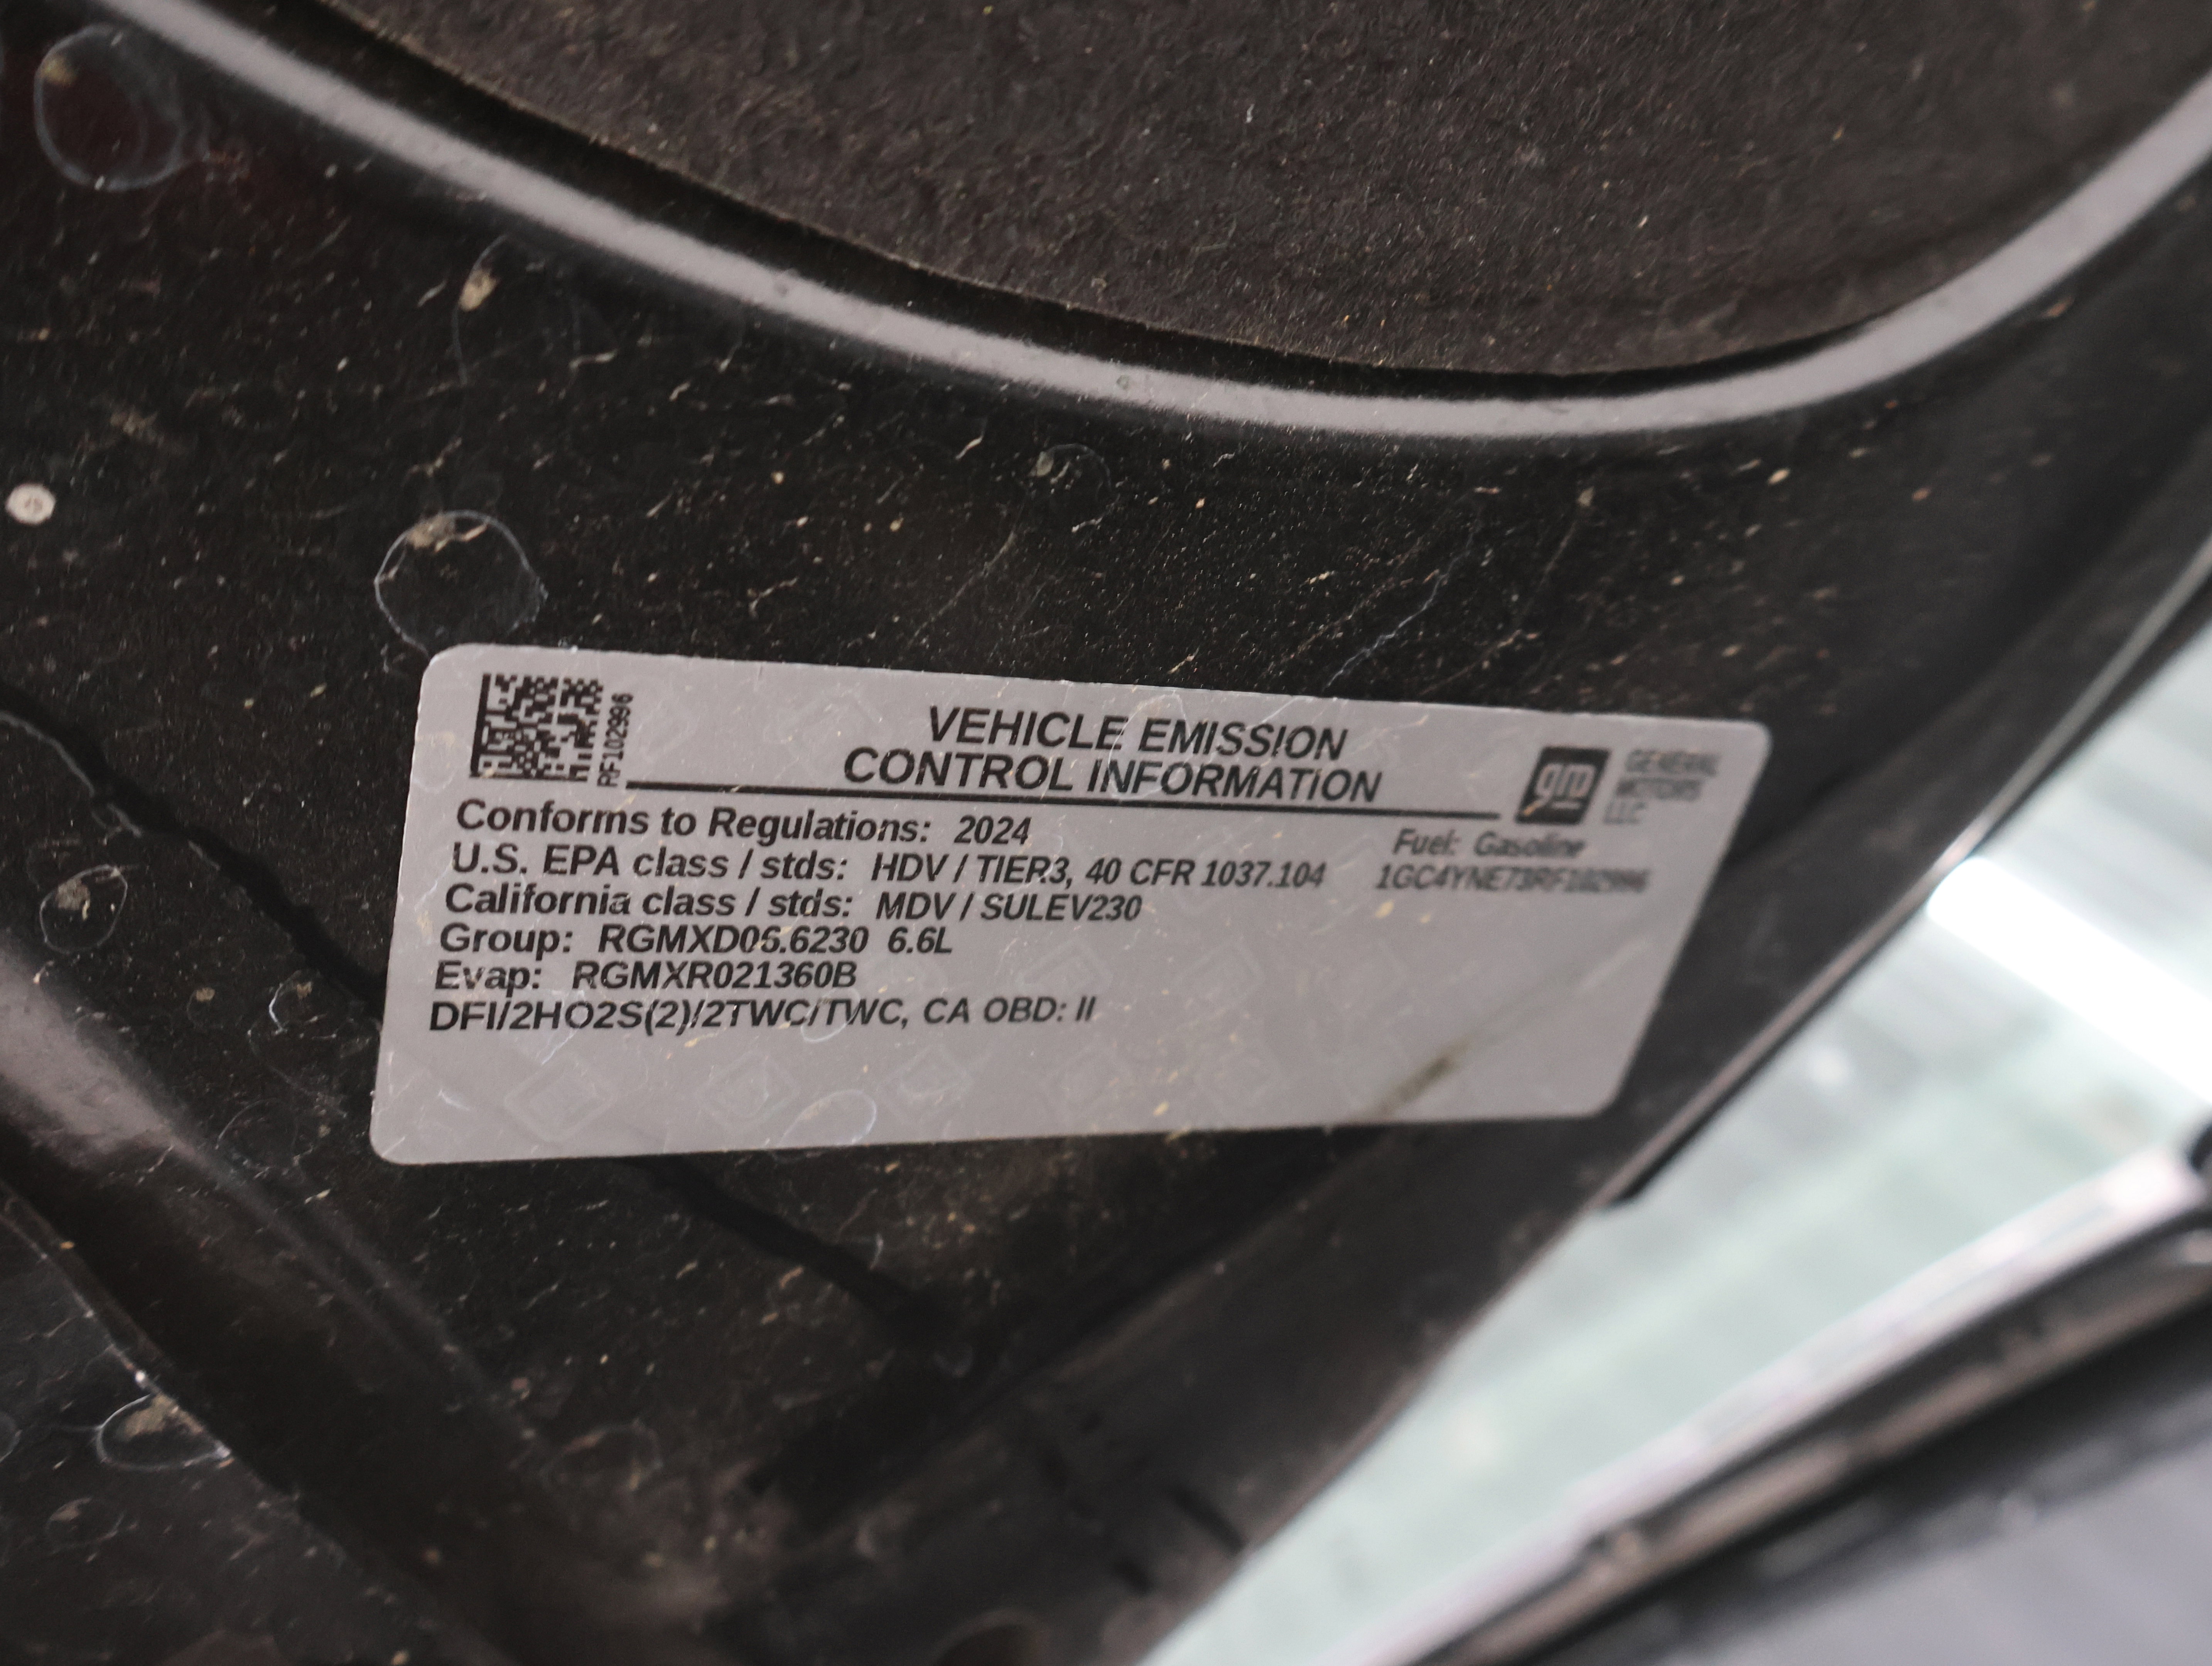 RF102996
VEHICLE EMISSION
CONTROL INFORMATION
gm
GENERAL
MOTORS
LLC
Conforms to Regulations: 2024
Fuel: Gasoline
U.S. EPA class / stds: HDV / TIER3, 40 CFR 1037.104
1GC4YNE73RF102996
California class / stds: MDV / SULEV230
Group: RGMXD06.6230 6.6L
Evap: RGMXR021360B
DFI/2HO2S(2)/2TWC/TWC, CA OBD: II